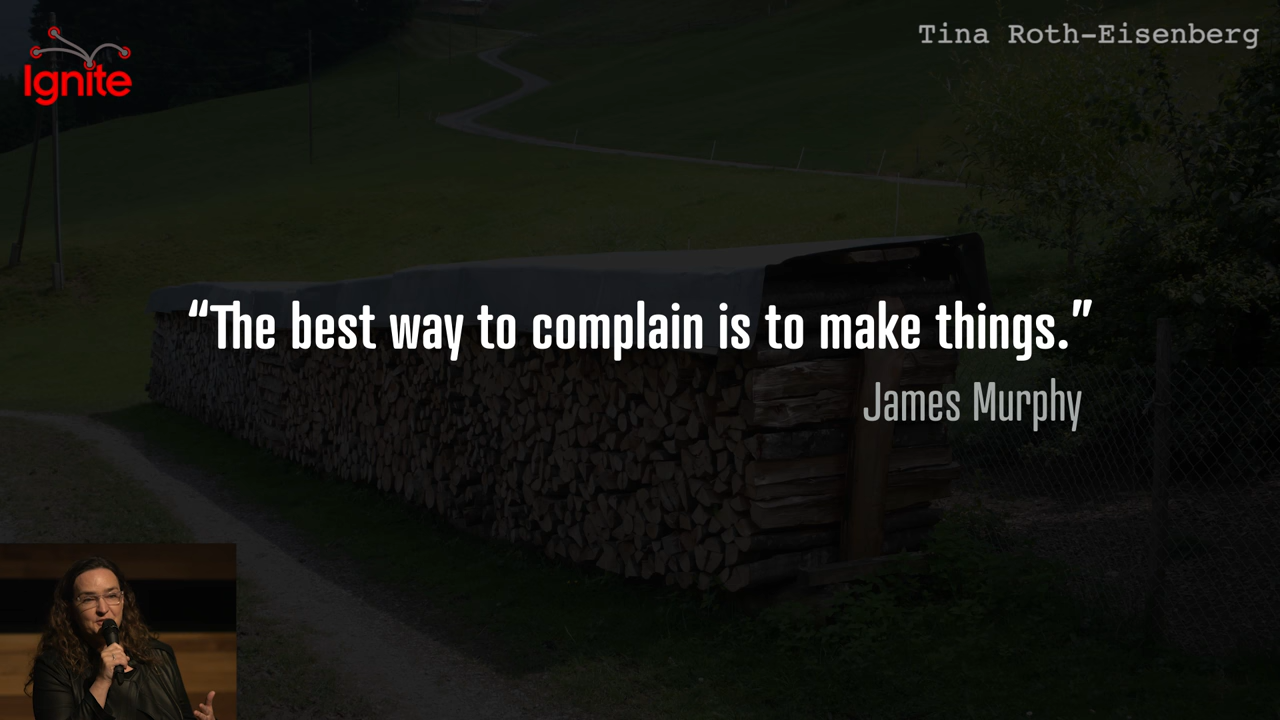 Ignite
Tina Roth-Eisenberg
“The best way to complain is to make things.”
James Murphy